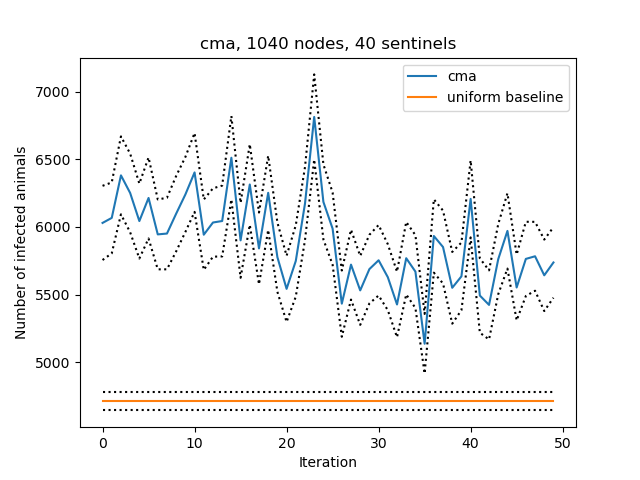 cma, 1040 nodes, 40 sentinels
cma
uniform baseline
Number of infected animals
7000
6500
6000
5500
5000
0 10 20 30 40 50
Iteration